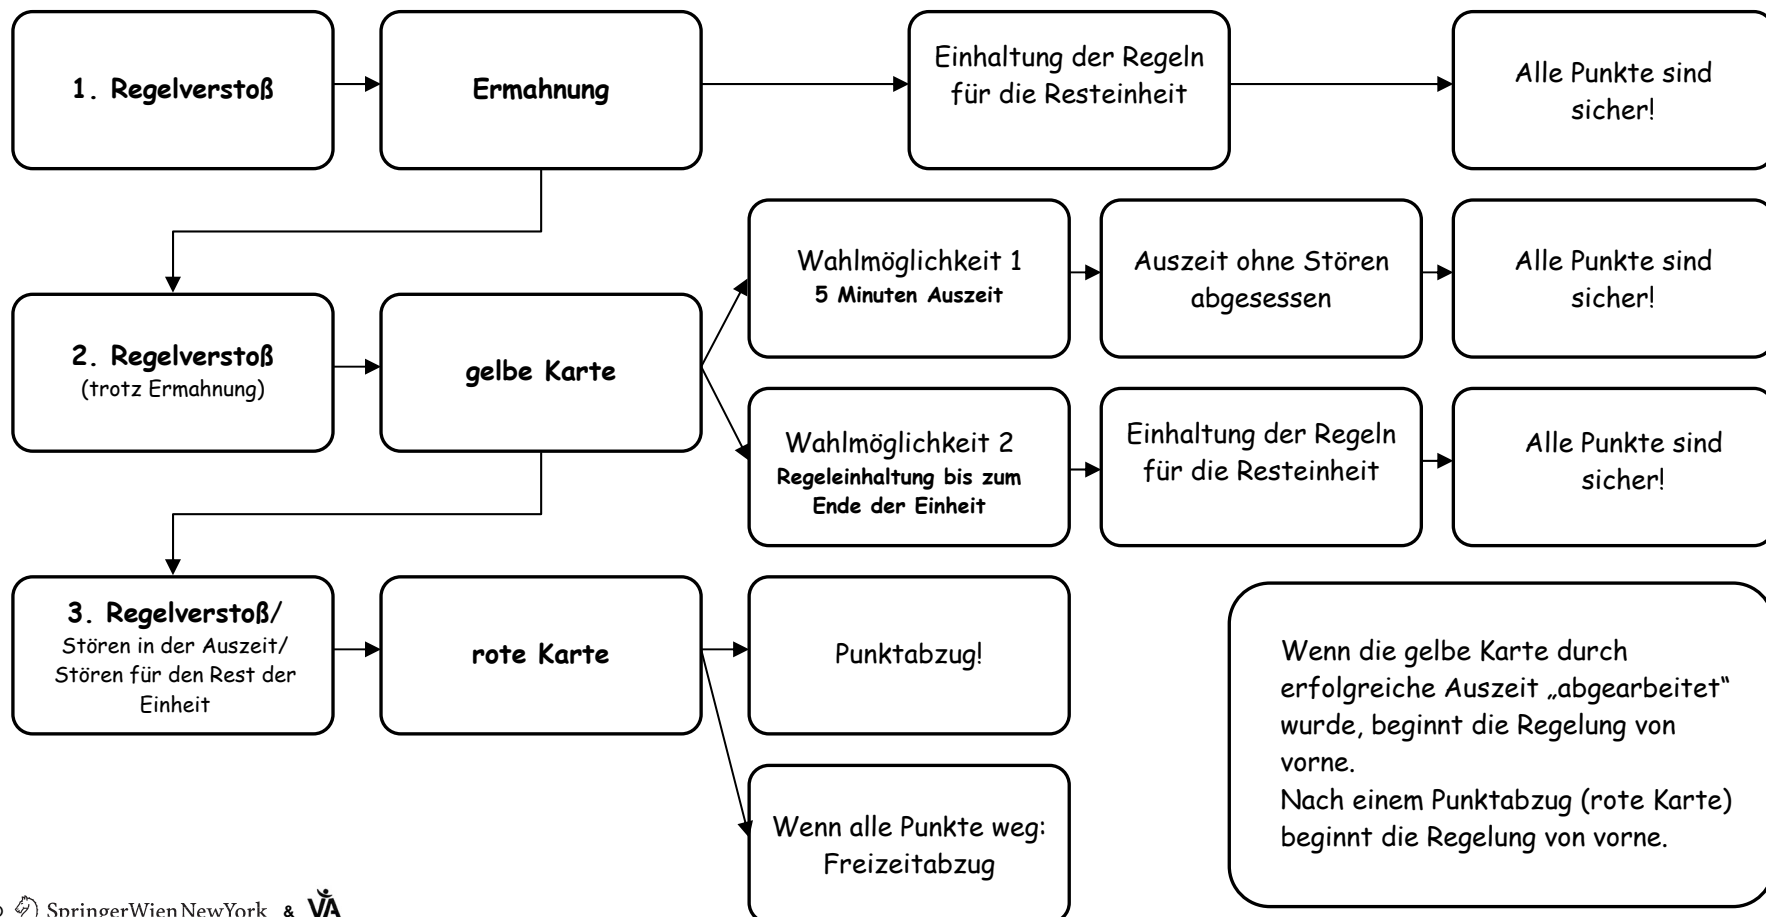 1. Regelverstoß
Ermahnung
Einhaltung der Regeln
für die Resteinheit
Alle Punkte sind
sicher!
2. Regelverstoß
(trotz Ermahnung)
gelbe Karte
Wahlmöglichkeit 1
5 Minuten Auszeit
Auszeit ohne Stören
abgesessen
Alle Punkte sind
sicher!
Wahlmöglichkeit 2
Regeleinhaltung bis zum
Ende der Einheit
Einhaltung der Regeln
für die Resteinheit
Alle Punkte sind
sicher!
3. Regelverstoß/
Stören in der Auszeit/
Stören für den Rest der
Einheit
rote Karte
Punktabzug!
Wenn alle Punkte weg:
Freizeitabzug
Wenn die gelbe Karte durch
erfolgreiche Auszeit „abgearbeitet“
wurde, beginnt die Regelung von
vorne.
Nach einem Punktabzug (rote Karte)
beginnt die Regelung von vorne.
SpringerWienNewYork & VA